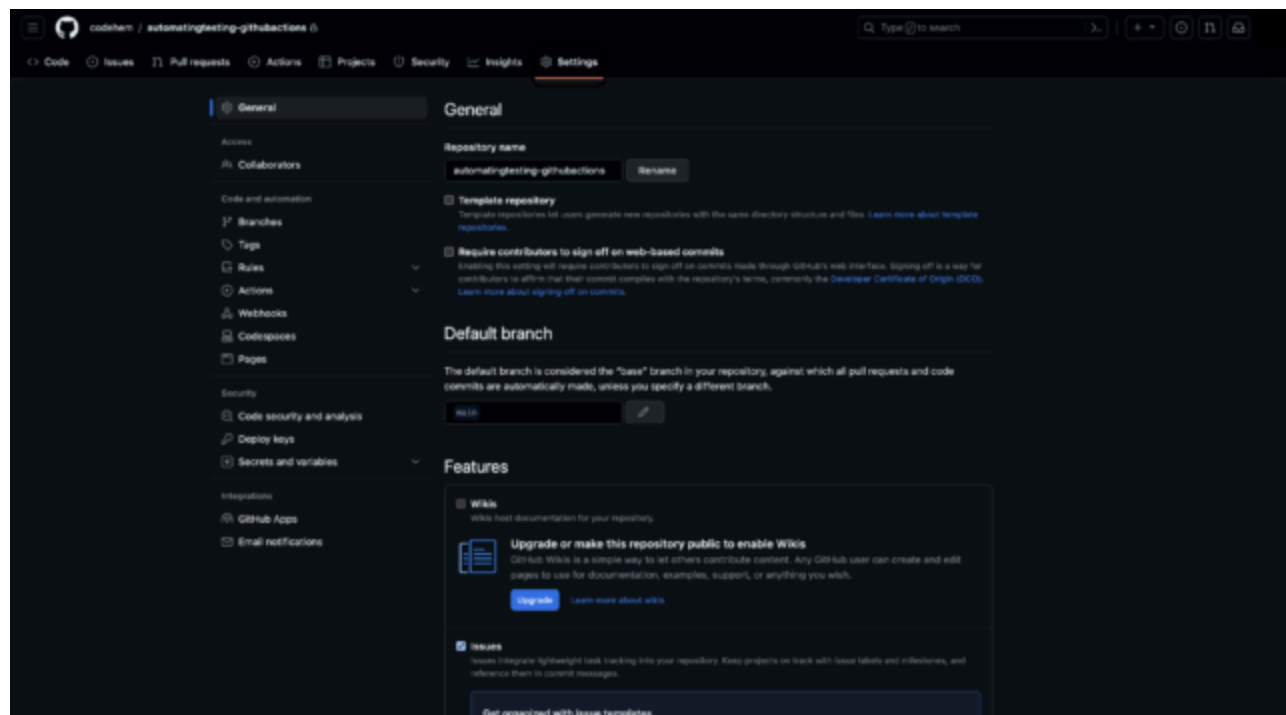 codehem / automatingtesting-githubactions
Type / to search
Code Issues Pull requests Actions Projects Security Insights Settings
General
Access
Collaborators
Code and automation
Branches
Tags
Rules
Actions
Webhooks
Codespaces
Pages
Security
Code security and analysis
Deploy keys
Secrets and variables
Integrations
GitHub Apps
Email notifications
General
Repository name
automatingtesting-githubactions Rename
Template repository
Template repositories let users generate new repositories with the same directory structure and files. Learn more about template
repositories.
Require contributors to sign off on web-based commits
Enabling this setting will require contributors to sign off on commits made through GitHub's web interface. Signing off is a way for
contributors to affirm that their commit complies with the repository's terms, commonly the Developer Certificate of Origin (DCO).
Learn more about signing off on commits.
Default branch
The default branch is considered the "base" branch in your repository, against which all pull requests and code
commits are automatically made, unless you specify a different branch.
main
Features
Wikis
Wikis host documentation for your repository.
Upgrade or make this repository public to enable Wikis
GitHub Wikis is a simple way to let others contribute content. Any GitHub user can create and edit
pages to use for documentation, examples, support, or anything you wish.
Upgrade Learn more about wikis
Issues
Issues integrate lightweight task tracking into your repository. Keep projects on track with issue labels and milestones, and
reference them in commit messages.
Get organized with issue templates